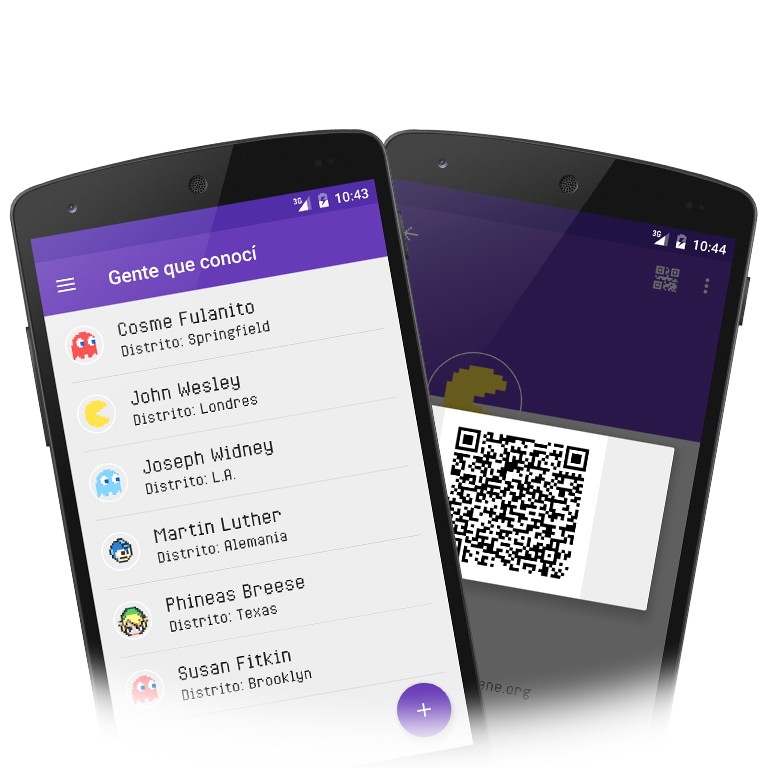 3G 10:43
Gente que conocí
Cosme Fulanito
Distrito: Springfield
John Wesley
Distrito: Londres
Joseph Widney
Distrito: L.A.
Martin Luther
Distrito: Alemania
Phineas Breese
Distrito: Texas
Susan Fitkin
Distrito: Brooklyn
+
3G 10:44
ene.org